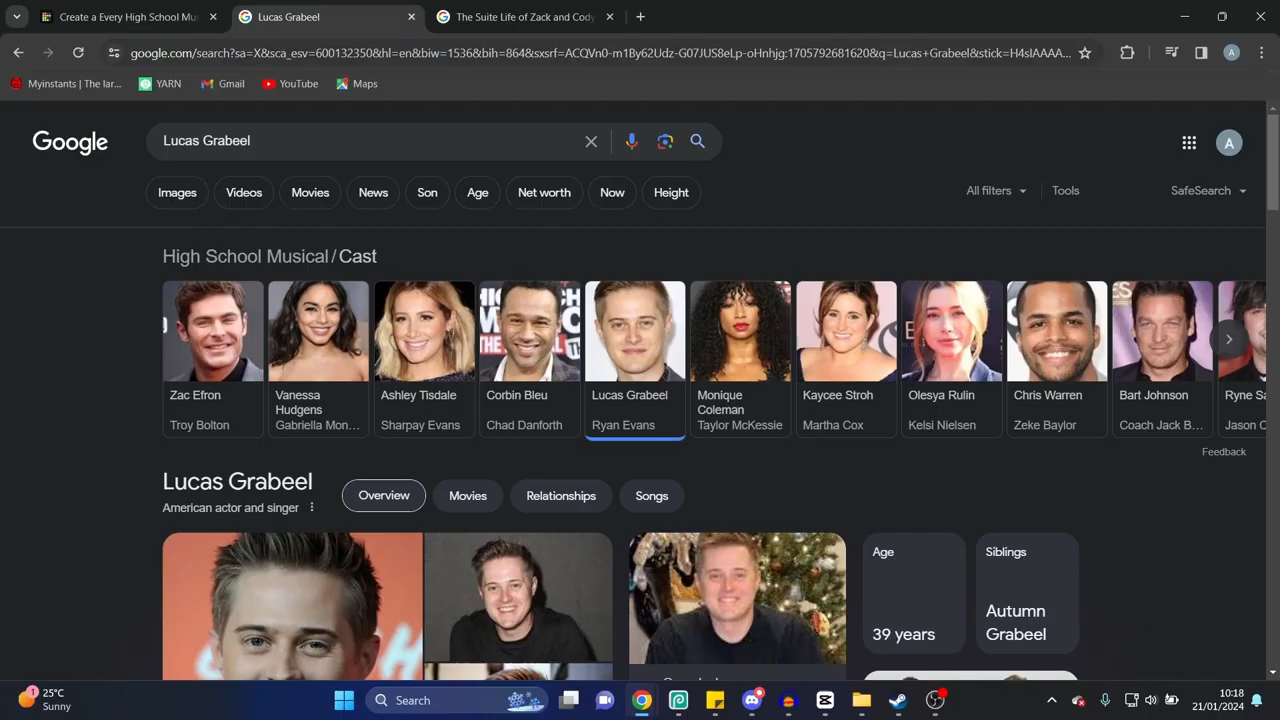 Create a Every High School Mu
Lucas Grabeel
The Suite Life of Zack and Cody
google.com/search?sa=X&sca_esv=600132350&hl=en&biw=1536&bih=864&sxsrf=ACQVn0-m1By62Udz-G07JUS8eLp-oHnhjg:1705792681620&q=Lucas+Grabeel&stick=H4sIAAAA...
A
Myinstants | The lar...
YARN
Gmail
YouTube
Maps
Google
Lucas Grabeel
A
Images
Videos
Movies
News
Son
Age
Net worth
Now
Height
All filters
Tools
SafeSearch
High School Musical / Cast
Zac Efron
Troy Bolton
Vanessa
Hudgens
Gabriella Mon...
Ashley Tisdale
Sharpay Evans
Corbin Bleu
Chad Danforth
Lucas Grabeel
Ryan Evans
Monique
Coleman
Taylor McKessie
Kaycee Stroh
Martha Cox
Olesya Rulin
Kelsi Nielsen
Chris Warren
Zeke Baylor
Bart Johnson
Coach Jack B...
Ryne Sa
Jason C
Feedback
Lucas Grabeel
American actor and singer
Overview
Movies
Relationships
Songs
Age
39 years
Siblings
Autumn
Grabeel
1
25°C
Sunny
Search
10:18
21/01/2024